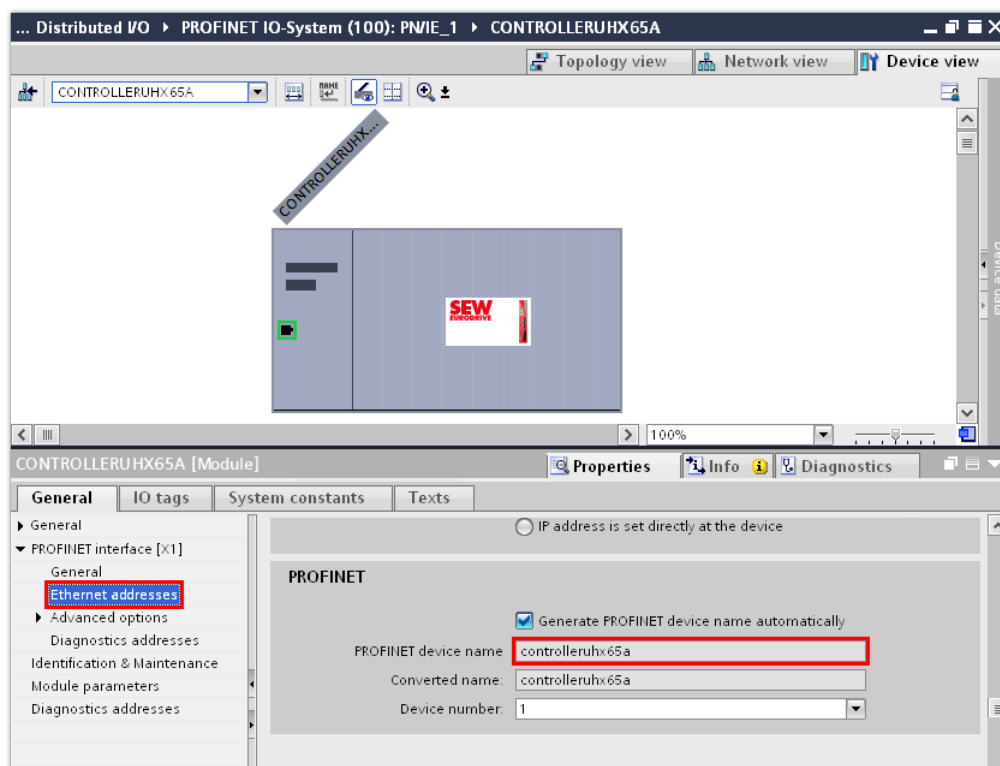 ... Distributed I/O ▸ PROFINET IO-System (100): PN/IE_1 ▸ CONTROLLERUHX65A
Topology view Network view Device view
CONTROLLERUHX65A
CONTROLLERUHX...
SEW
EURODRIVE
Device data
100%
CONTROLLERUHX65A [Module]
Properties Info Diagnostics
General IO tags System constants Texts
General
PROFINET interface [X1]
General
Ethernet addresses
Advanced options
Diagnostics addresses
Identification & Maintenance
Module parameters
Diagnostics addresses
IP address is set directly at the device
PROFINET
Generate PROFINET device name automatically
PROFINET device name controlleruhx65a
Converted name: controlleruhx65a
Device number: 1